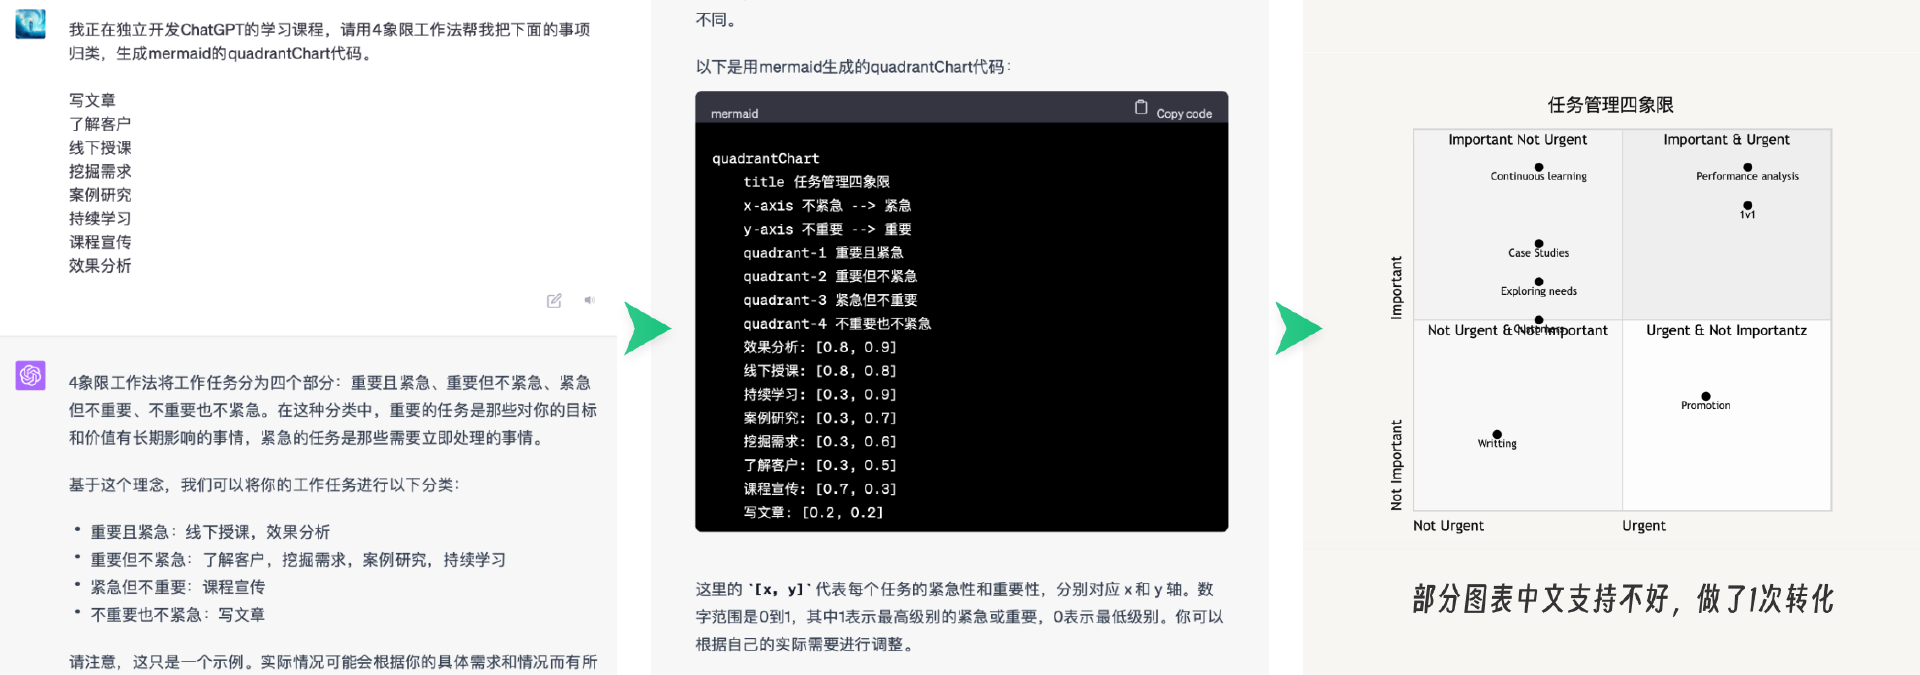 我正在独立开发ChatGPT的学习课程，请用4象限工作法帮我把下面的事项
归类，生成mermaid的quadrantChart代码。
写文章
了解客户
线下授课
挖掘需求
案例研究
持续学习
课程宣传
效果分析
4象限工作法将工作任务分为四个部分：重要且紧急、重要但不紧急、紧急
但不重要、不重要也不紧急。在这种分类中，重要的任务是那些对你的目标
和价值有长期影响的事情，紧急的任务是那些需要立即处理的事情。
基于这个理念，我们可以将你的工作任务进行以下分类：
• 重要且紧急：线下授课，效果分析
• 重要但不紧急：了解客户，挖掘需求，案例研究，持续学习
• 紧急但不重要：课程宣传
• 不重要也不紧急：写文章
请注意，这只是一个示例。实际情况可能会根据你的具体需求和情况而有所
不同。
以下是用mermaid生成的quadrantChart代码：
mermaid Copy code
quadrantChart
title 任务管理四象限
x-axis 不紧急 --> 紧急
y-axis 不重要 --> 重要
quadrant-1 重要且紧急
quadrant-2 重要但不紧急
quadrant-3 紧急但不重要
quadrant-4 不重要也不紧急
效果分析: [0.8, 0.9]
线下授课: [0.8, 0.8]
持续学习: [0.3, 0.9]
案例研究: [0.3, 0.7]
挖掘需求: [0.3, 0.6]
了解客户: [0.3, 0.5]
课程宣传: [0.7, 0.3]
写文章: [0.2, 0.2]
这里的 `[x, y]` 代表每个任务的紧急性和重要性，分别对应 x 和 y 轴。数
字范围是0到1，其中1表示最高级别的紧急或重要，0表示最低级别。你可以
根据自己的实际需要进行调整。
任务管理四象限
Important Not Urgent
Important & Urgent
Continuous learning
Performance analysis
1v1
Case Studies
Exploring needs
Customers
Not Urgent & Not Important
Urgent & Not Importantz
Promotion
Writting
Important
Not Important
Not Urgent
Urgent
部分图表中文支持不好，做了1次转化